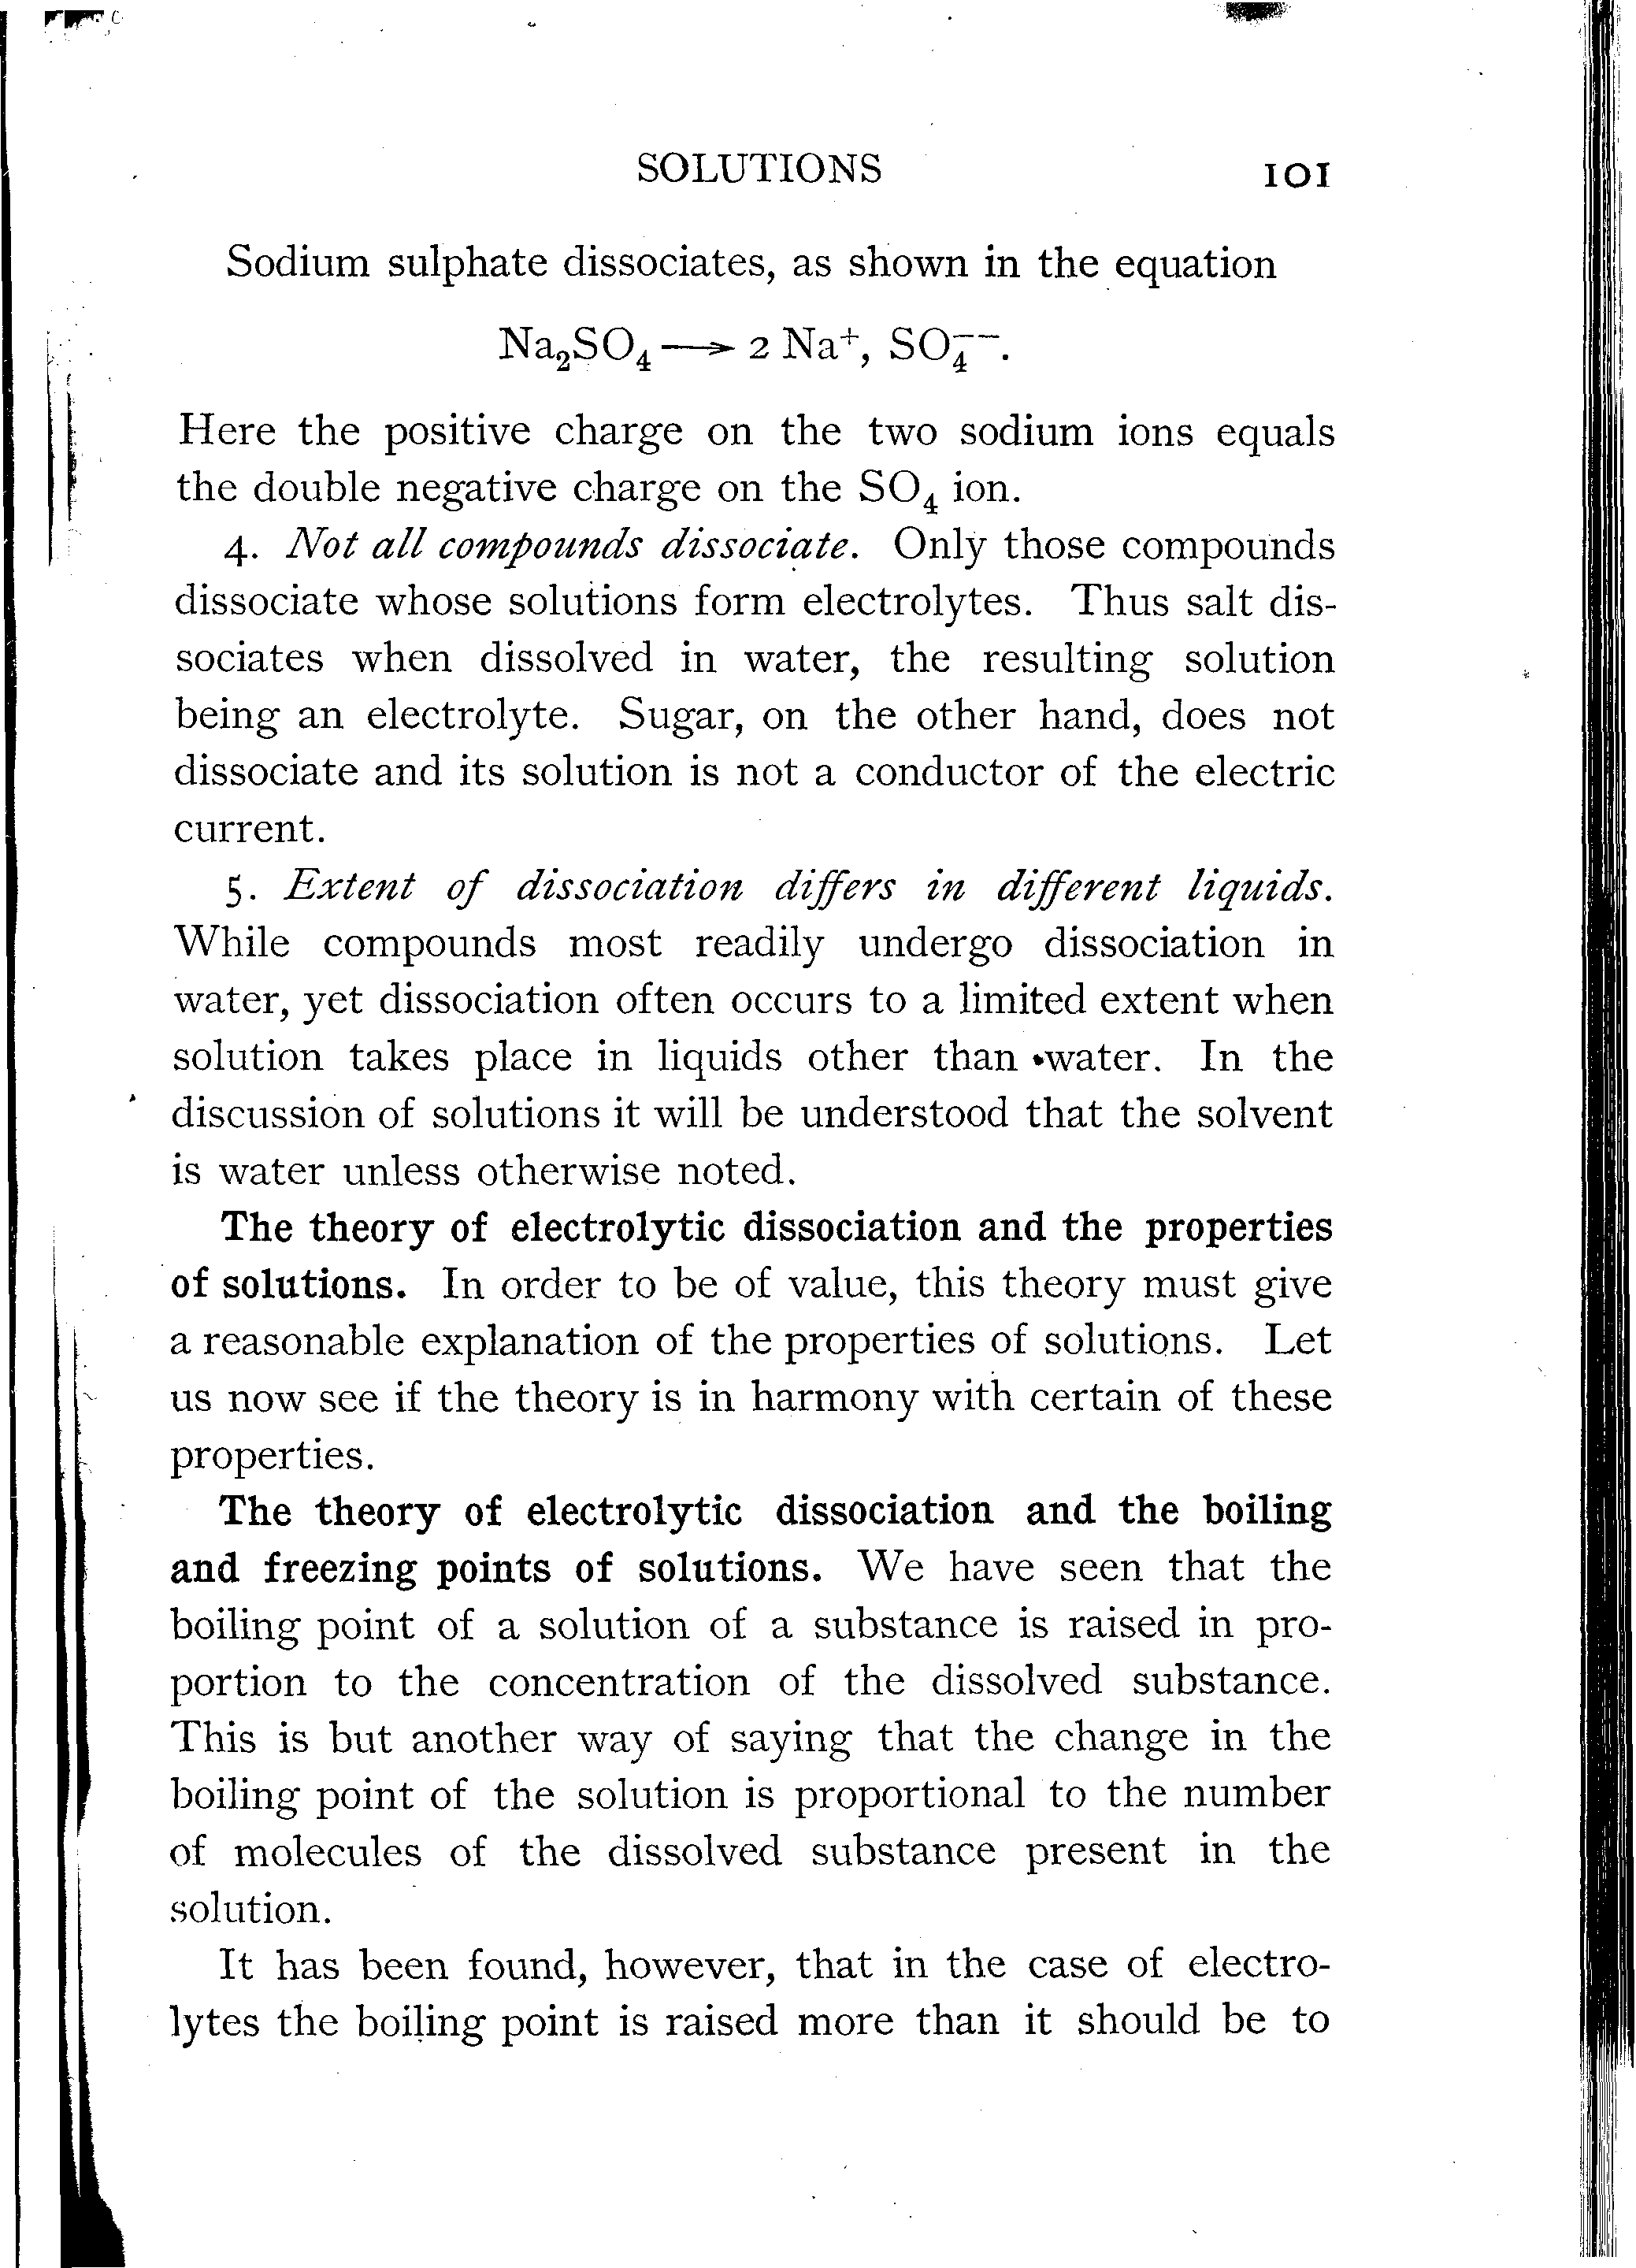 SOLUTIONS 101
Sodium sulphate dissociates, as shown in the equation
Na₂SO₄ ⟶ 2 Na⁺, SO₄⁻⁻.
Here the positive charge on the two sodium ions equals
the double negative charge on the SO₄ ion.
4. Not all compounds dissociate. Only those compounds
dissociate whose solutions form electrolytes. Thus salt dis-
sociates when dissolved in water, the resulting solution
being an electrolyte. Sugar, on the other hand, does not
dissociate and its solution is not a conductor of the electric
current.
5. Extent of dissociation differs in different liquids.
While compounds most readily undergo dissociation in
water, yet dissociation often occurs to a limited extent when
solution takes place in liquids other than water. In the
discussion of solutions it will be understood that the solvent
is water unless otherwise noted.
The theory of electrolytic dissociation and the properties
of solutions. In order to be of value, this theory must give
a reasonable explanation of the properties of solutions. Let
us now see if the theory is in harmony with certain of these
properties.
The theory of electrolytic dissociation and the boiling
and freezing points of solutions. We have seen that the
boiling point of a solution of a substance is raised in pro-
portion to the concentration of the dissolved substance.
This is but another way of saying that the change in the
boiling point of the solution is proportional to the number
of molecules of the dissolved substance present in the
solution.
It has been found, however, that in the case of electro-
lytes the boiling point is raised more than it should be to